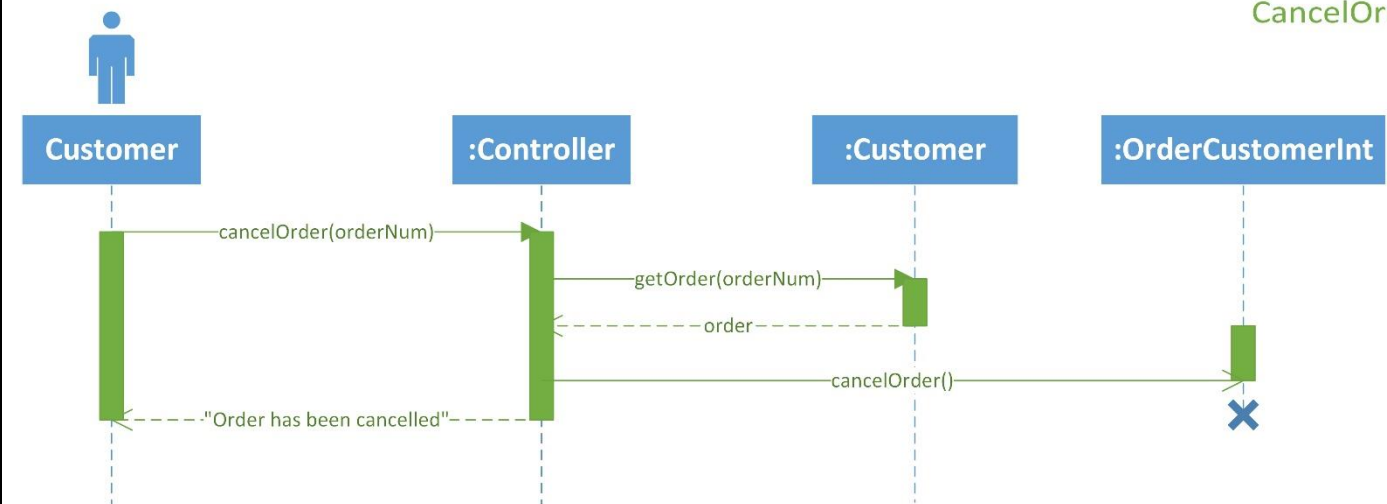 CancelOr
Customer
:Controller
:Customer
:OrderCustomerInt
cancelOrder(orderNum)
getOrder(orderNum)
order
cancelOrder()
"Order has been cancelled"